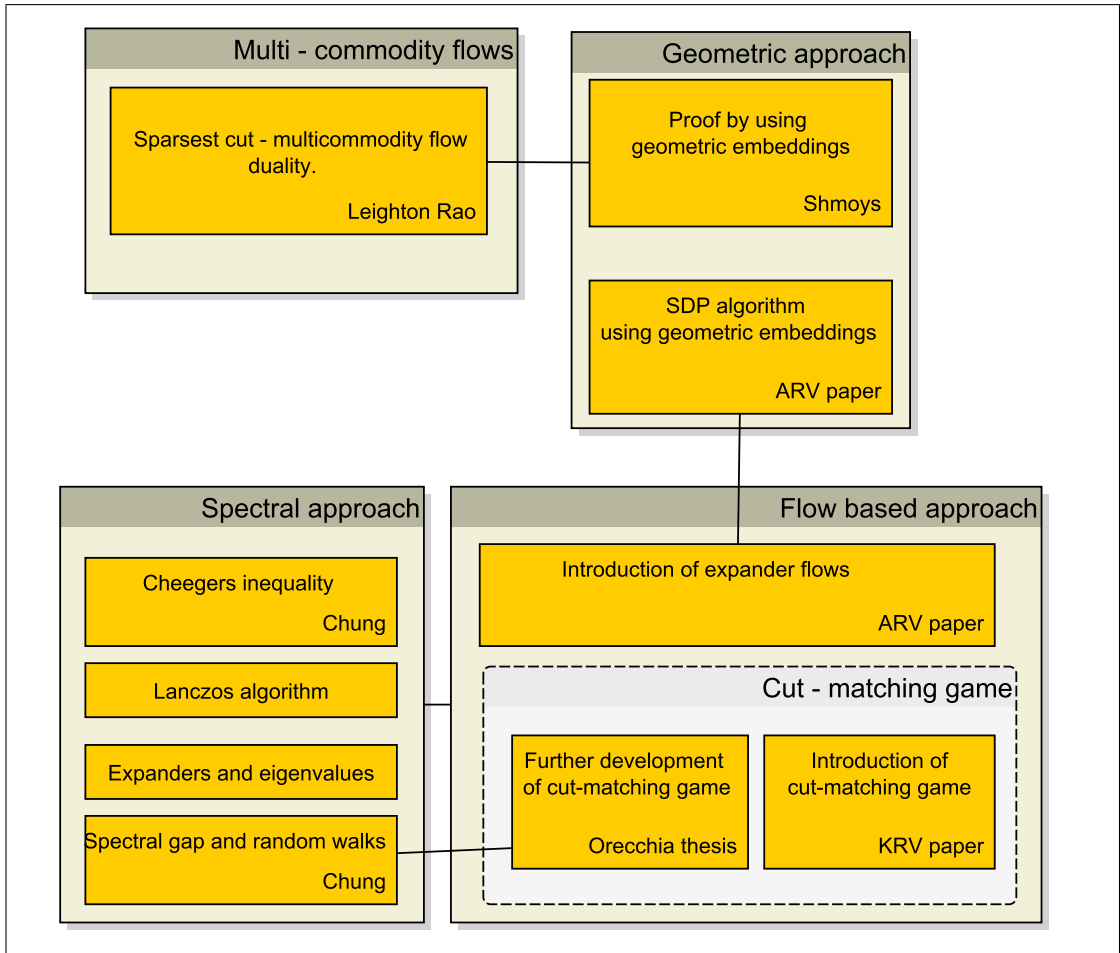 Multi - commodity flows
Sparsest cut - multicommodity flow
duality.
Leighton Rao
Geometric approach
Proof by using
geometric embeddings
Shmoys
SDP algorithm
using geometric embeddings
ARV paper
Spectral approach
Cheegers inequality
Chung
Lanczos algorithm
Expanders and eigenvalues
Spectral gap and random walks
Chung
Flow based approach
Introduction of expander flows
ARV paper
Cut - matching game
Further development
of cut-matching game
Orecchia thesis
Introduction of
cut-matching game
KRV paper